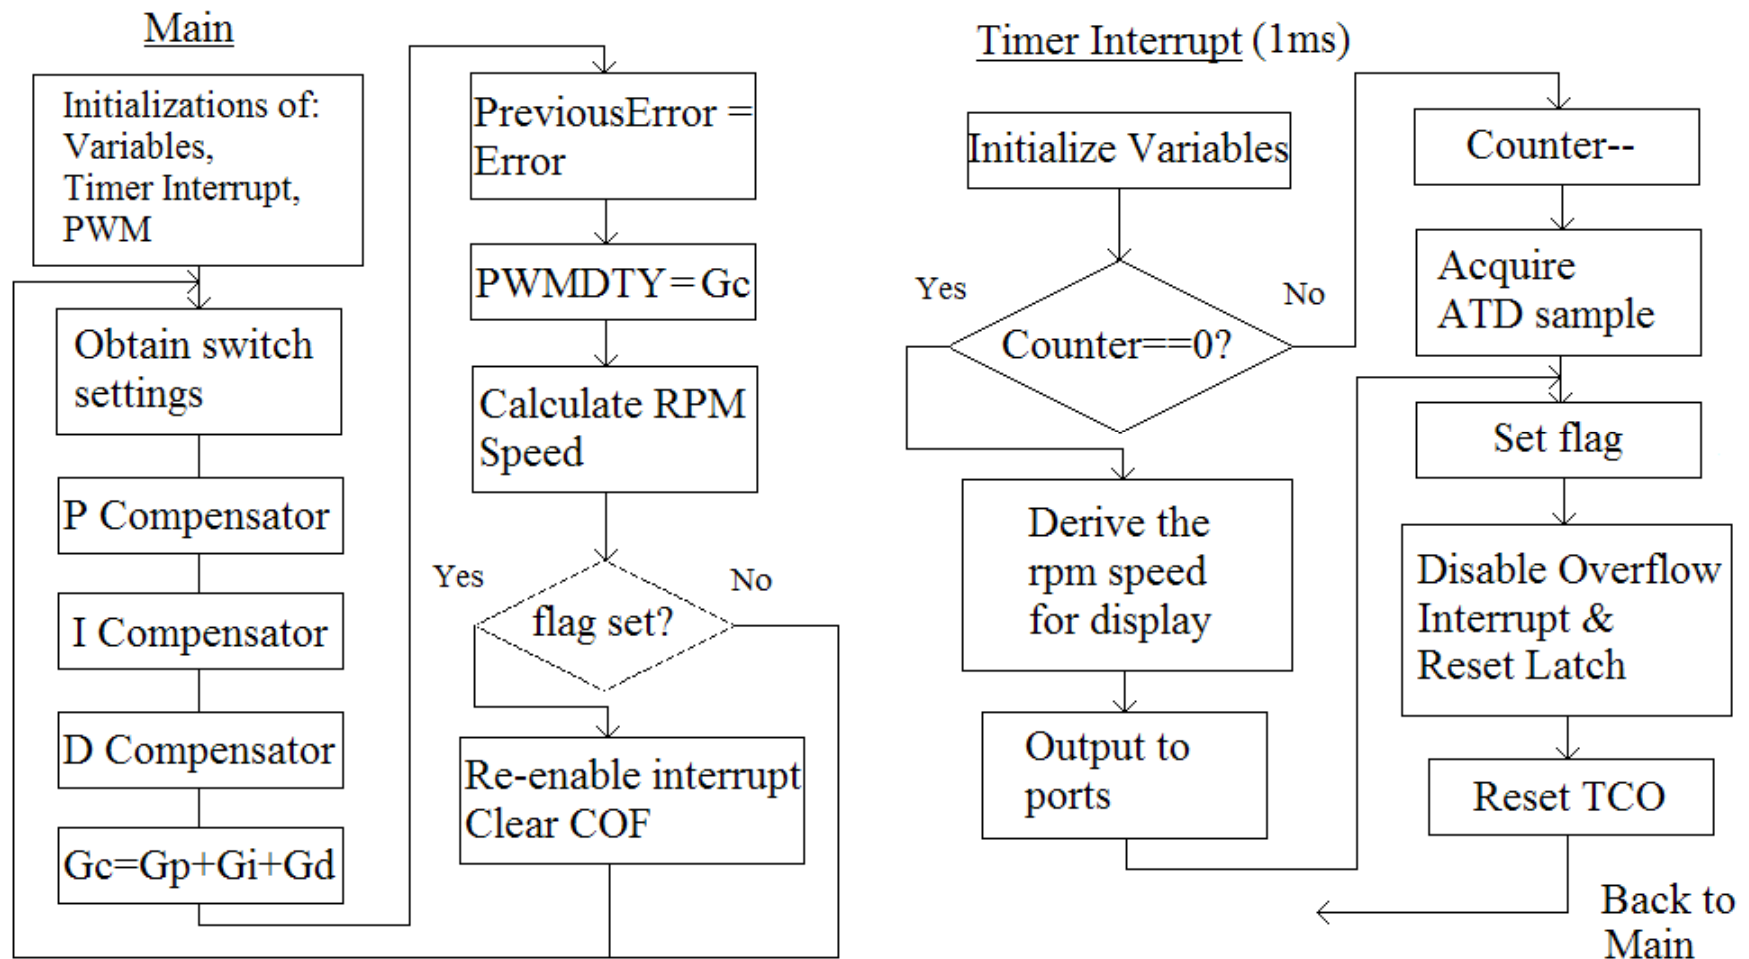 Main
Initializations of:
Variables,
Timer Interrupt,
PWM
Obtain switch
settings
P Compensator
I Compensator
D Compensator
Gc=Gp+Gi+Gd
PreviousError =
Error
PWMDTY=Gc
Calculate RPM
Speed
Yes
No
flag set?
Re-enable interrupt
Clear COF
Timer Interrupt (1ms)
Initialize Variables
Yes
No
Counter==0?
Derive the
rpm speed
for display
Output to
ports
Counter--
Acquire
ATD sample
Set flag
Disable Overflow
Interrupt &
Reset Latch
Reset TCO
Back to
Main